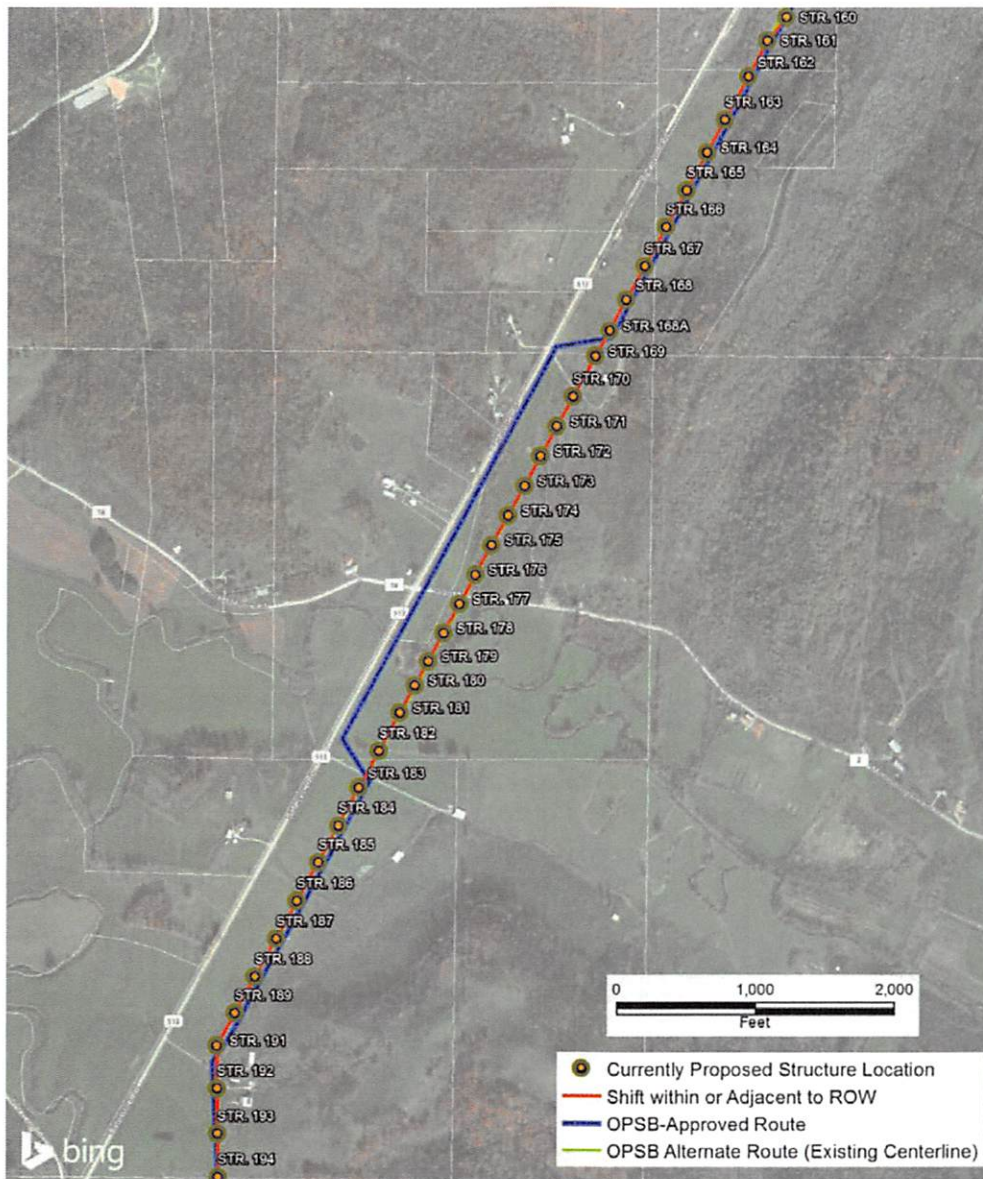 STR. 160
STR. 161
STR. 162
STR. 163
STR. 164
STR. 165
STR. 166
STR. 167
STR. 168
STR. 168A
STR. 169
STR. 170
STR. 171
STR. 172
STR. 173
STR. 174
STR. 175
STR. 176
STR. 177
STR. 178
STR. 179
STR. 180
STR. 181
STR. 182
STR. 183
STR. 184
STR. 185
STR. 186
STR. 187
STR. 188
STR. 189
STR. 191
STR. 192
STR. 193
STR. 194
2
0 1,000 2,000
Feet
Currently Proposed Structure Location
Shift within or Adjacent to ROW
OPSB-Approved Route
OPSB Alternate Route (Existing Centerline)
bing